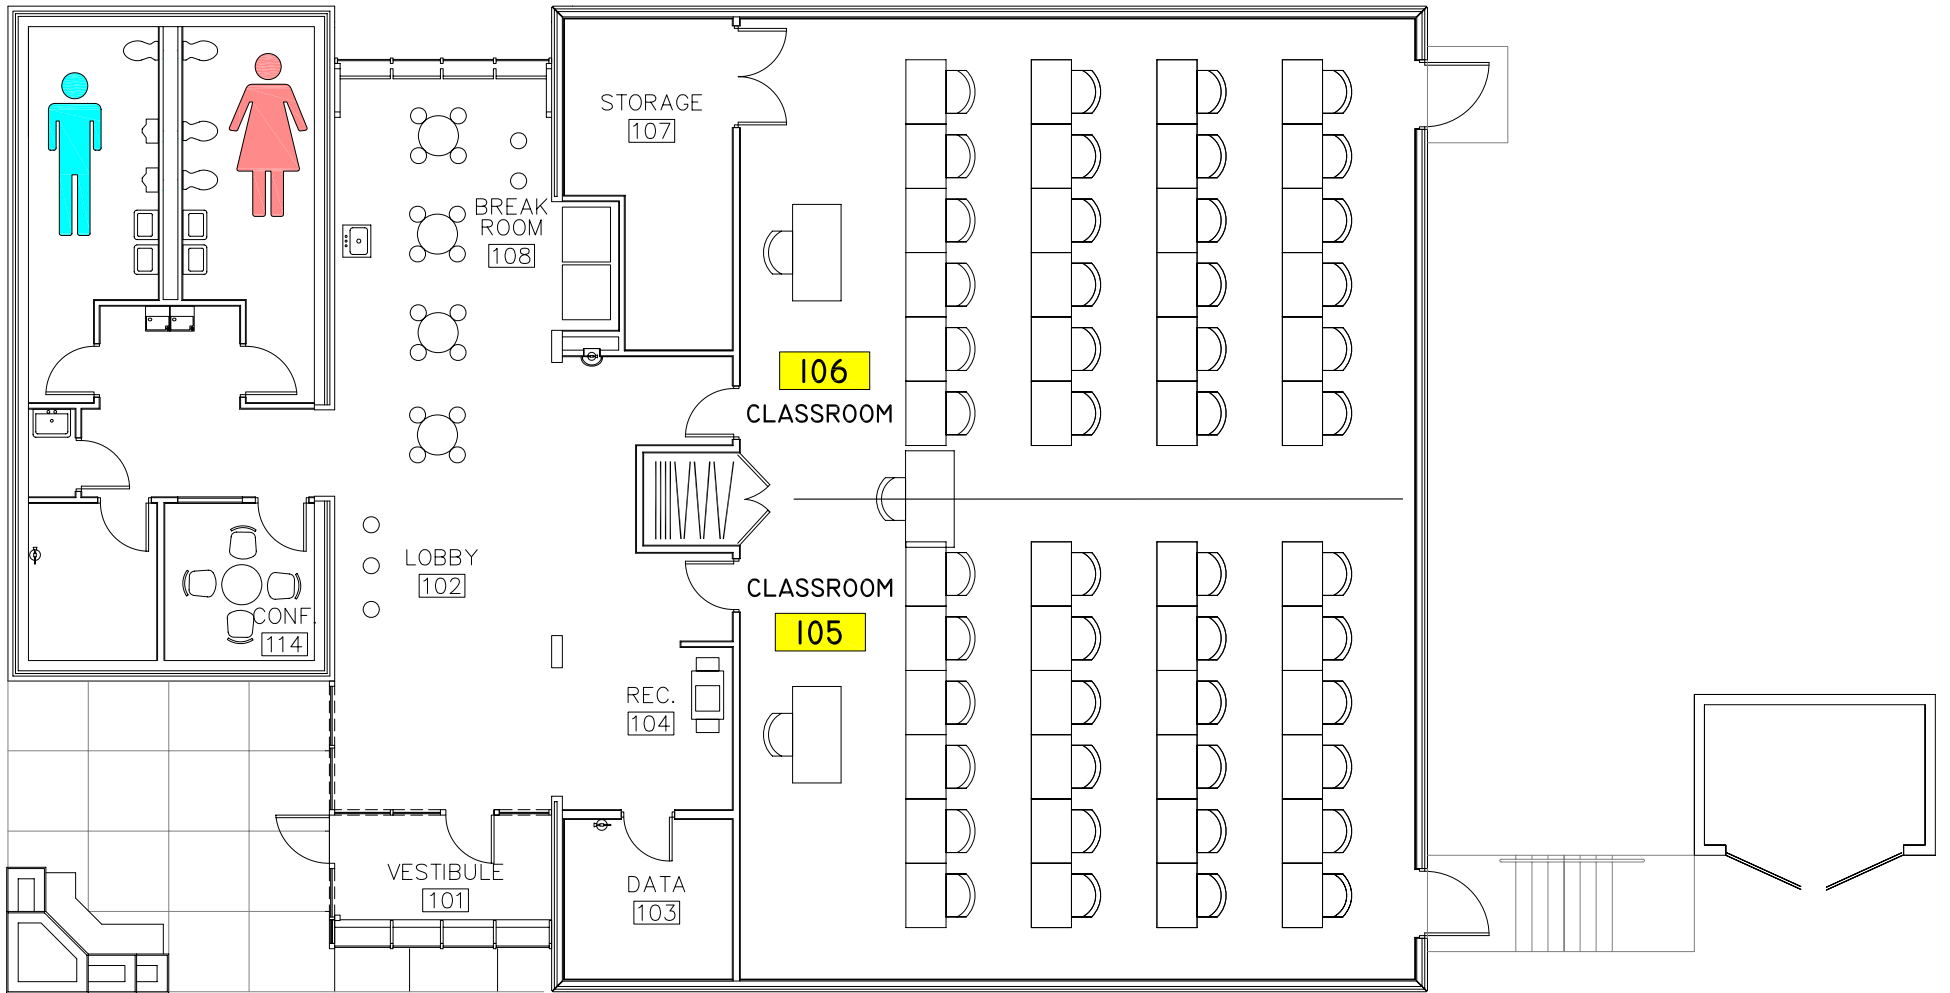 STORAGE
107
BREAK
ROOM
108
106
CLASSROOM
LOBBY
102
CLASSROOM
105
CONF.
114
REC.
104
VESTIBULE
101
DATA
103